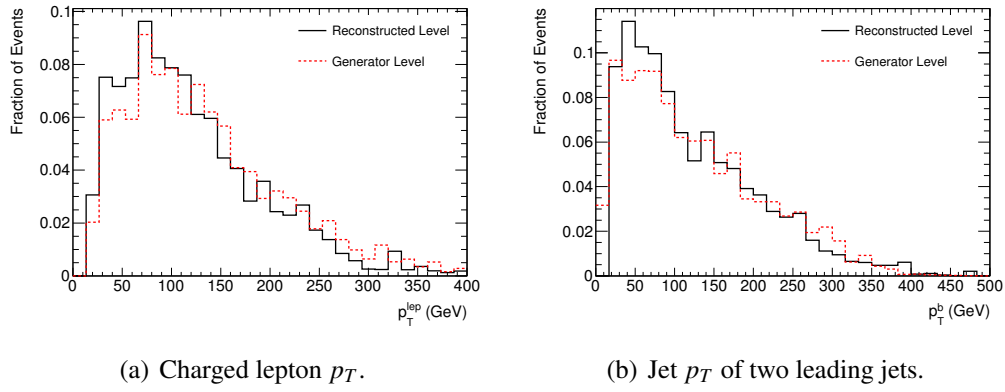 Fraction of Events
0.1
0.08
0.06
0.04
0.02
0
0 50 100 150 200 250 300 350 400
p_T^lep (GeV)
Reconstructed Level
Generator Level
Fraction of Events
0.1
0.08
0.06
0.04
0.02
0
0 50 100 150 200 250 300 350 400 450 500
p_T^b (GeV)
Reconstructed Level
Generator Level
(a) Charged lepton p_T.
(b) Jet p_T of two leading jets.